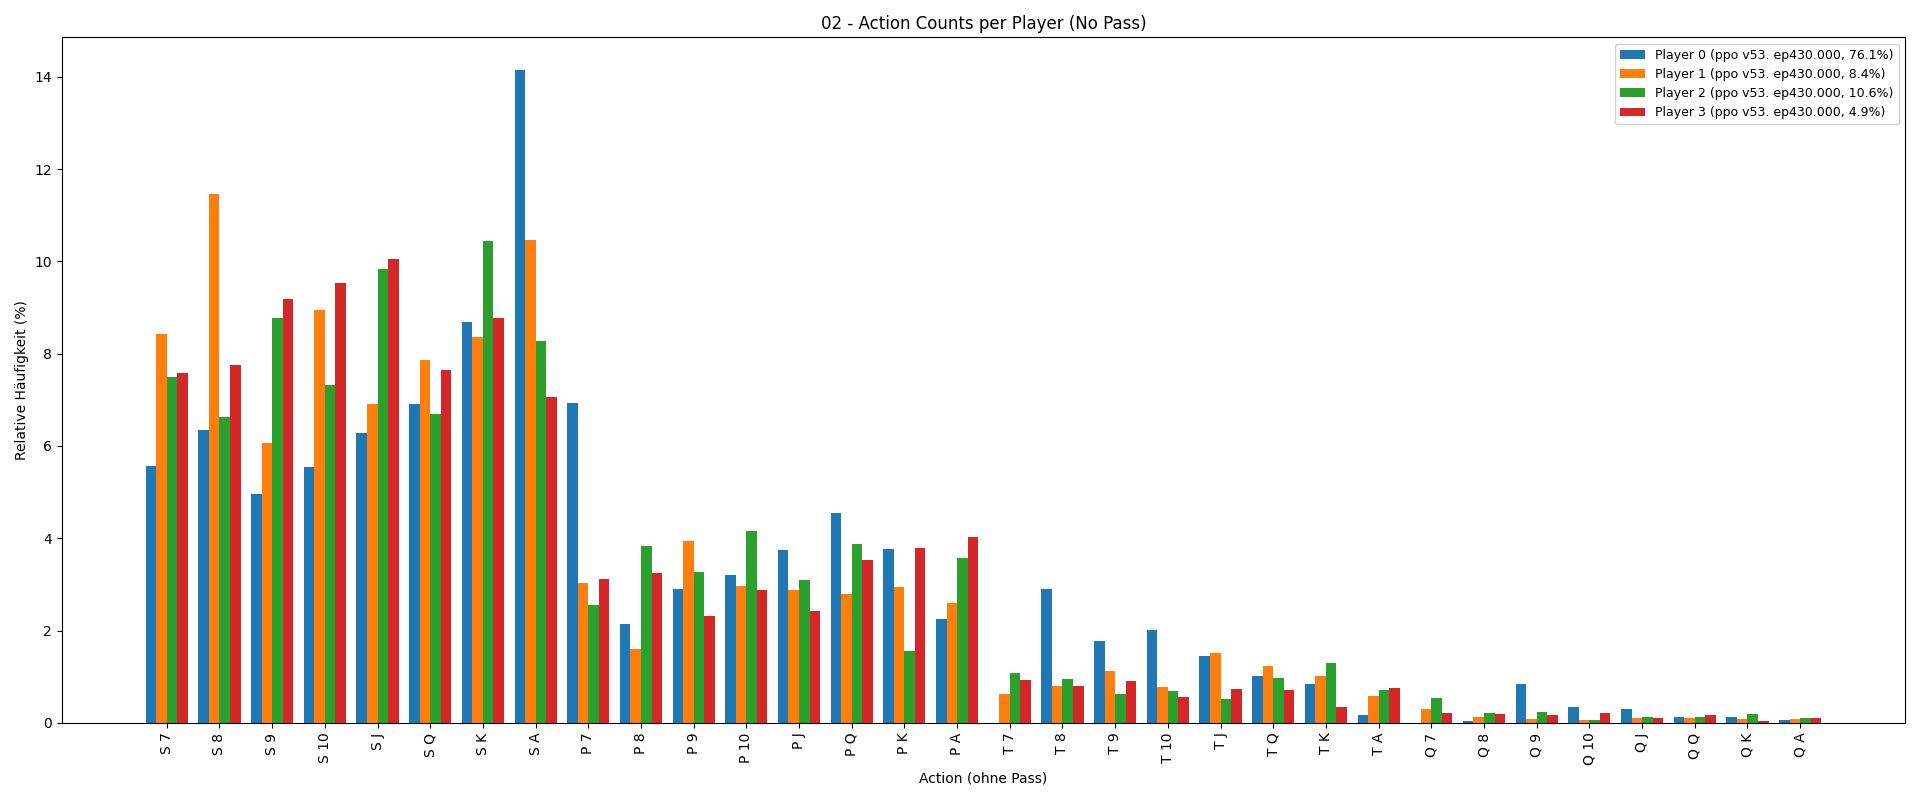 02 - Action Counts per Player (No Pass)
Player 0 (ppo v53. ep430.000, 76.1%)
Player 1 (ppo v53. ep430.000, 8.4%)
Player 2 (ppo v53. ep430.000, 10.6%)
Player 3 (ppo v53. ep430.000, 4.9%)
Relative Häufigkeit (%)
14
12
10
8
6
4
2
0
S 7
S 8
S 9
S 10
S J
S Q
S K
S A
P 7
P 8
P 9
P 10
P J
P Q
P K
P A
T 7
T 8
T 9
T 10
T J
T Q
T K
T A
Q 7
Q 8
Q 9
Q 10
Q J
Q Q
Q K
Q A
Action (ohne Pass)